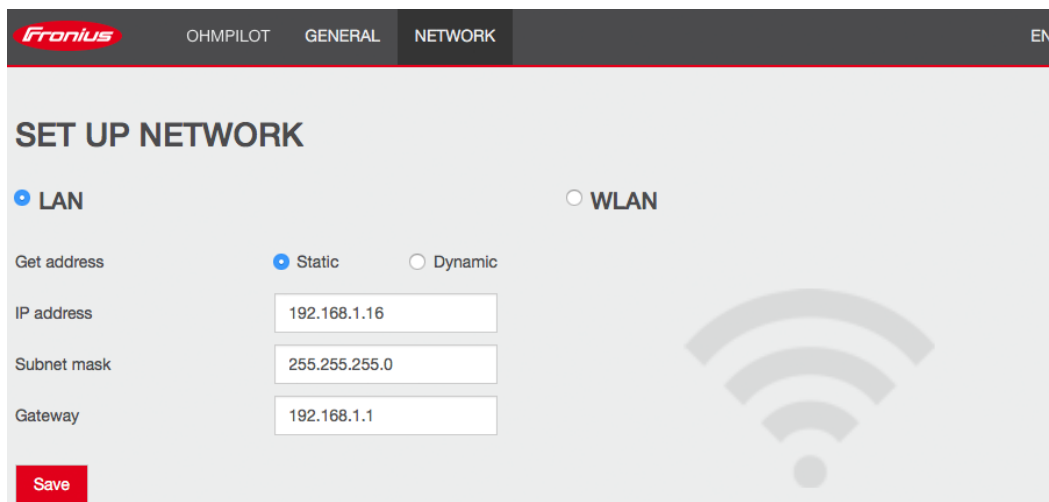 Fronius OHMPILOT GENERAL NETWORK EN
SET UP NETWORK
LAN WLAN
Get address Static Dynamic
IP address 192.168.1.16
Subnet mask 255.255.255.0
Gateway 192.168.1.1
Save